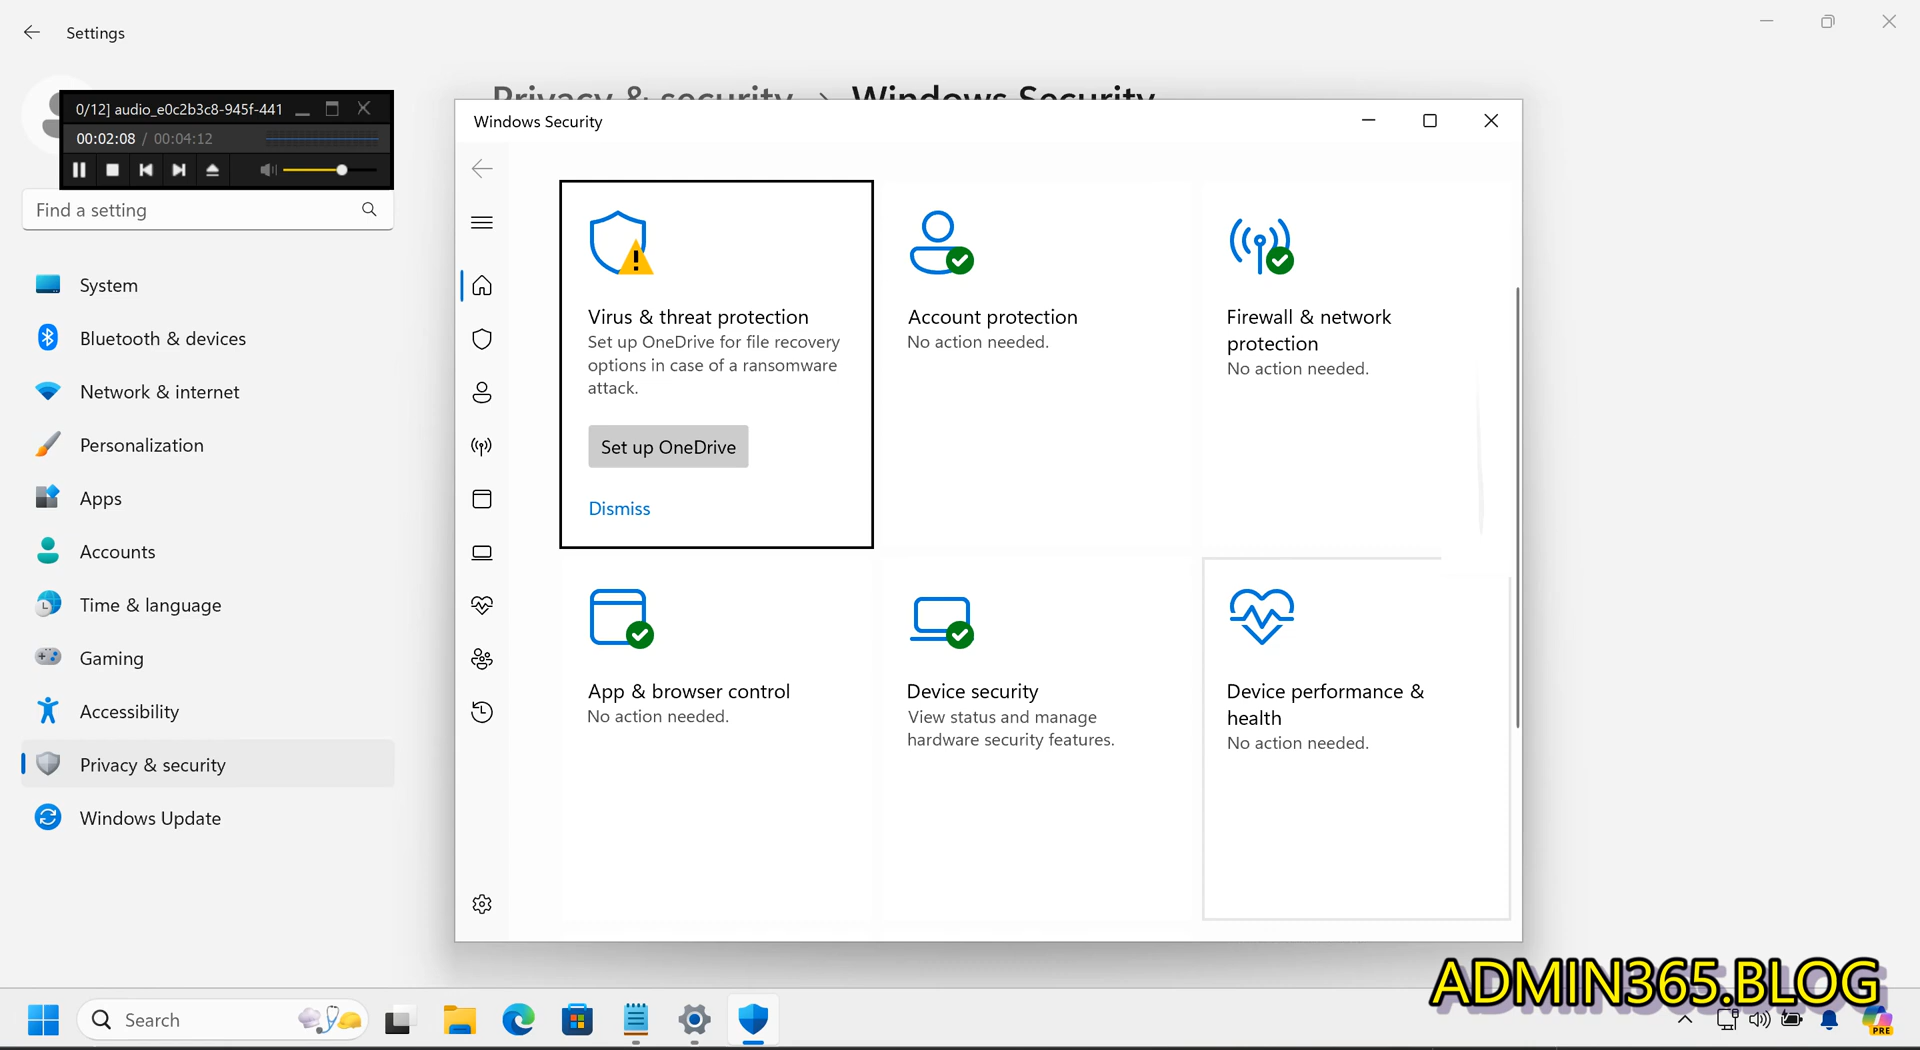 Settings
Privacy & security > Windows Security
0/12] audio_e0c2b3c8-945f-441
00:02:08 / 00:04:12
Find a setting
System
Bluetooth & devices
Network & internet
Personalization
Apps
Accounts
Time & language
Gaming
Accessibility
Privacy & security
Windows Update
Windows Security
Virus & threat protection
Set up OneDrive for file recovery
options in case of a ransomware
attack.
Set up OneDrive
Dismiss
Account protection
No action needed.
Firewall & network
protection
No action needed.
App & browser control
No action needed.
Device security
View status and manage
hardware security features.
Device performance &
health
No action needed.
ADMIN365.BLOG
Search
PRE